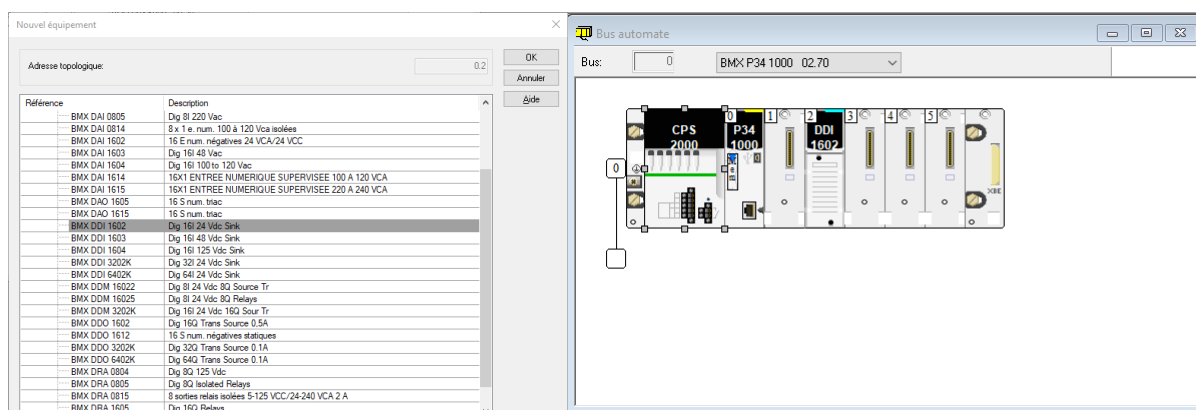 Nouvel équipement
Adresse topologique: 0.2
OK
Annuler
Aide
Référence Description
BMX DAI 0805 Dig 8I 220 Vac
BMX DAI 0814 8 x 1 e. num. 100 à 120 Vca isolées
BMX DAI 1602 16 E num. négatives 24 VCA/24 VCC
BMX DAI 1603 Dig 16I 48 Vac
BMX DAI 1604 Dig 16I 100 to 120 Vac
BMX DAI 1614 16X1 ENTREE NUMERIQUE SUPERVISEE 100 A 120 VCA
BMX DAI 1615 16X1 ENTREE NUMERIQUE SUPERVISEE 220 A 240 VCA
BMX DAO 1605 16 S num. triac
BMX DAO 1615 16 S num. triac
BMX DDI 1602 Dig 16I 24 Vdc Sink
BMX DDI 1603 Dig 16I 48 Vdc Sink
BMX DDI 1604 Dig 16I 125 Vdc Sink
BMX DDI 3202K Dig 32I 24 Vdc Sink
BMX DDI 6402K Dig 64I 24 Vdc Sink
BMX DDM 16022 Dig 8I 24 Vdc 8Q Source Tr
BMX DDM 16025 Dig 8I 24 Vdc 8Q Relays
BMX DDM 3202K Dig 16I 24 Vdc 16Q Sour Tr
BMX DDO 1602 Dig 16Q Trans Source 0.5A
BMX DDO 1612 16 S num. négatives statiques
BMX DDO 3202K Dig 32Q Trans Source 0.1A
BMX DDO 6402K Dig 64Q Trans Source 0.1A
BMX DRA 0804 Dig 8Q 125 Vdc
BMX DRA 0805 Dig 8Q Isolated Relays
BMX DRA 0815 8 sorties relais isolées 5-125 VCC/24-240 VCA 2 A
BMX DRA 1605 Dig 16Q Relays
Bus automate
Bus: 0 BMX P34 1000 02.70
0 1 2 3 4 5
CPS 2000
P34 1000
DDI 1602
0
XBE